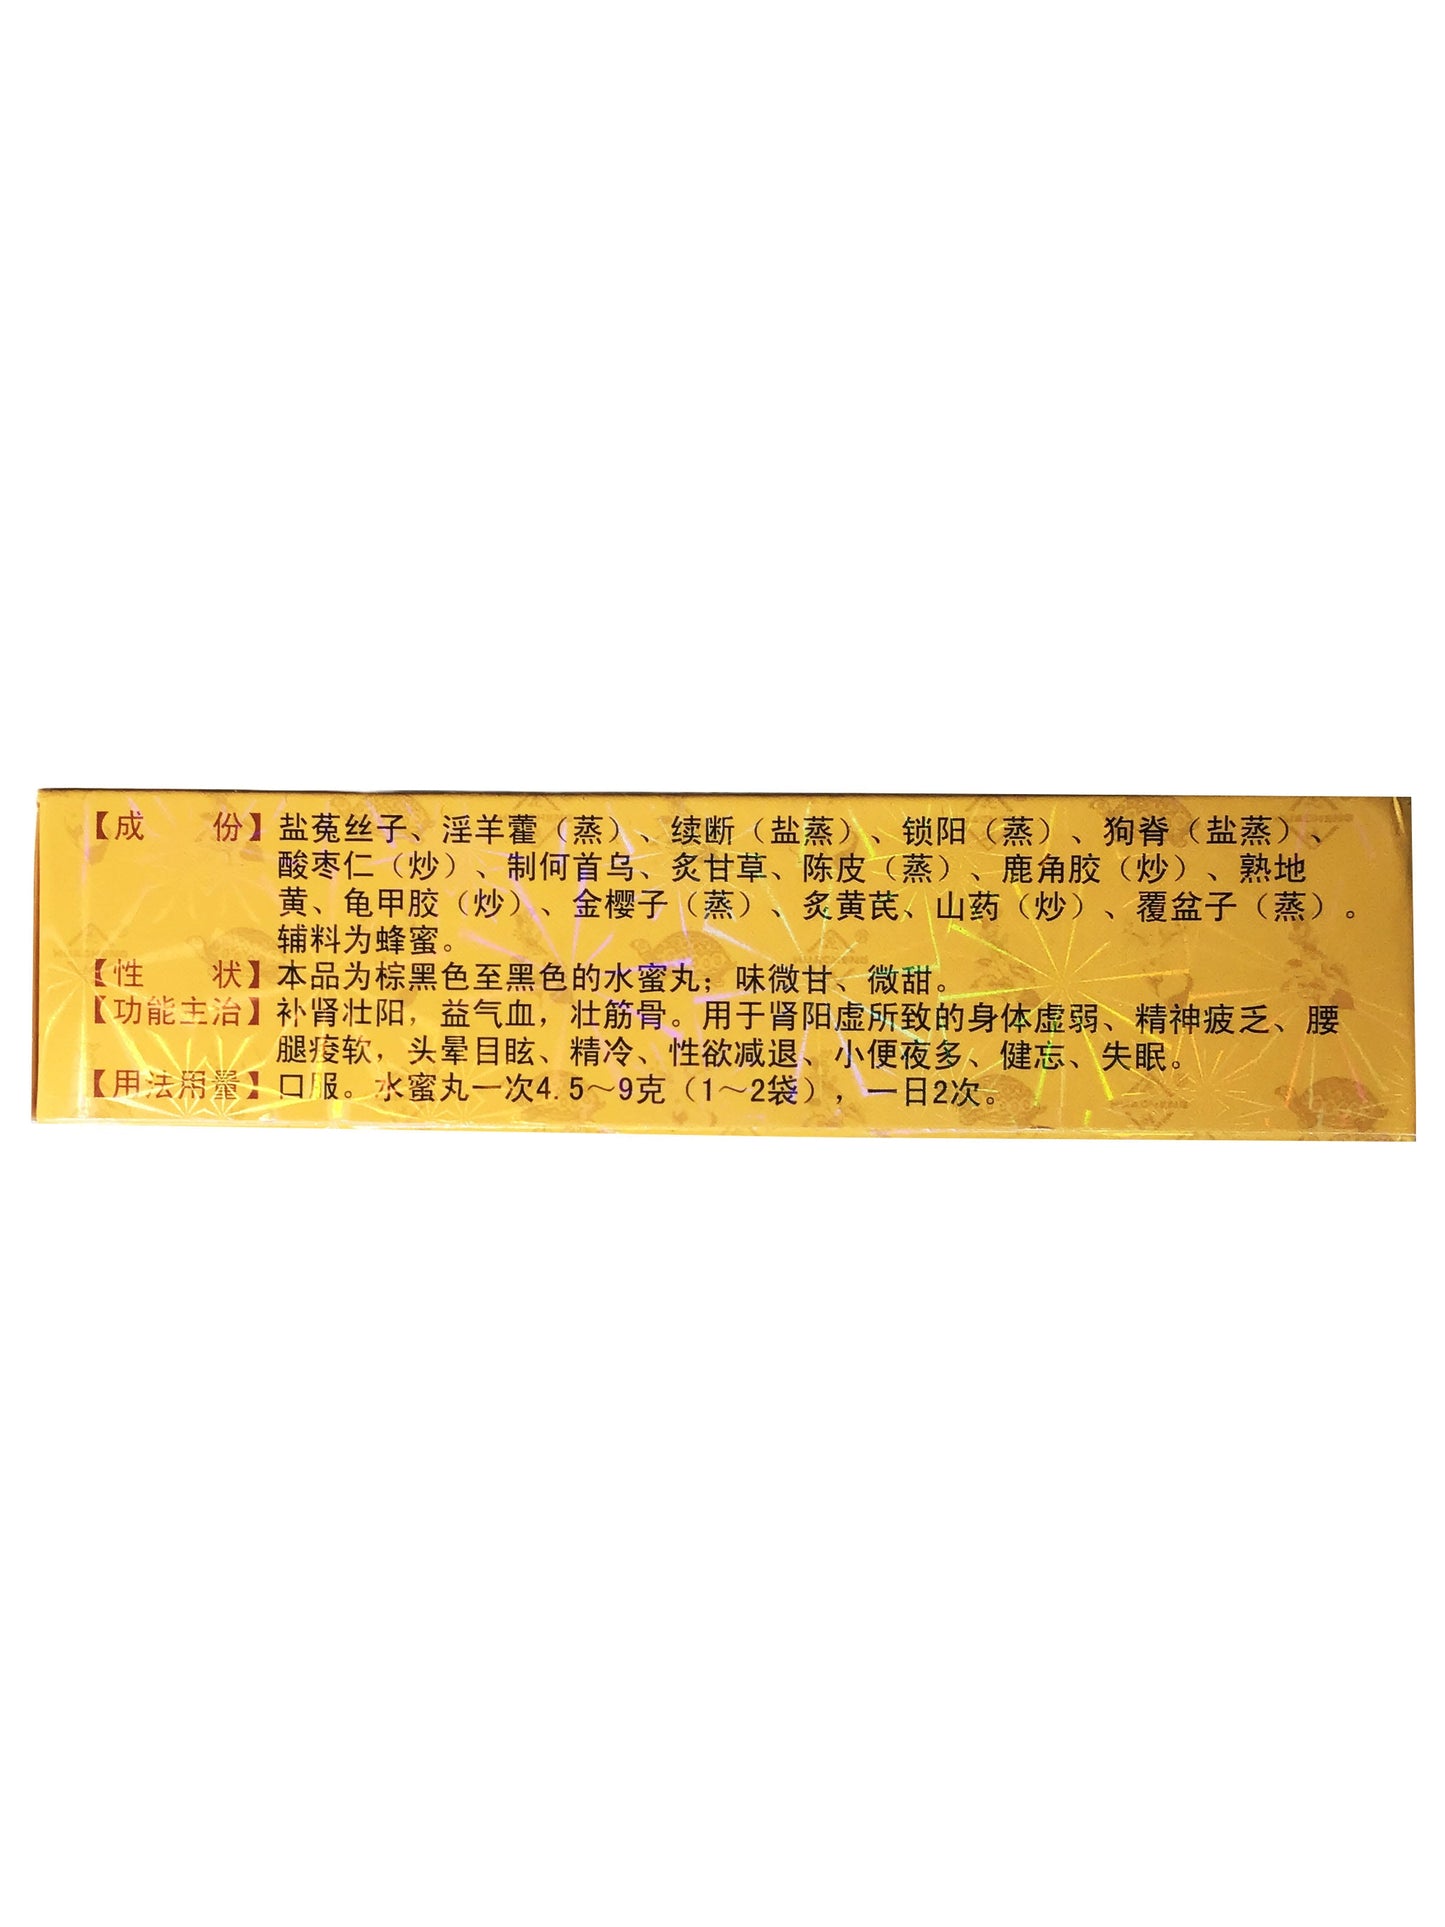 【成　　份】盐菟丝子、淫羊藿（蒸）、续断（盐蒸）、锁阳（蒸）、狗脊（盐蒸）、
酸枣仁（炒）、制何首乌、炙甘草、陈皮（蒸）、鹿角胶（炒）、熟地
黄、龟甲胶（炒）、金樱子（蒸）、炙黄芪、山药（炒）、覆盆子（蒸）。
辅料为蜂蜜。
【性　　状】本品为棕黑色至黑色的水蜜丸；味微甘、微甜。
【功能主治】补肾壮阳，益气血，壮筋骨。用于肾阳虚所致的身体虚弱、精神疲乏、腰
腿痠软，头晕目眩、精冷、性欲减退、小便夜多、健忘、失眠。
【用法用量】口服。水蜜丸一次4.5～9克（1～2袋），一日2次。